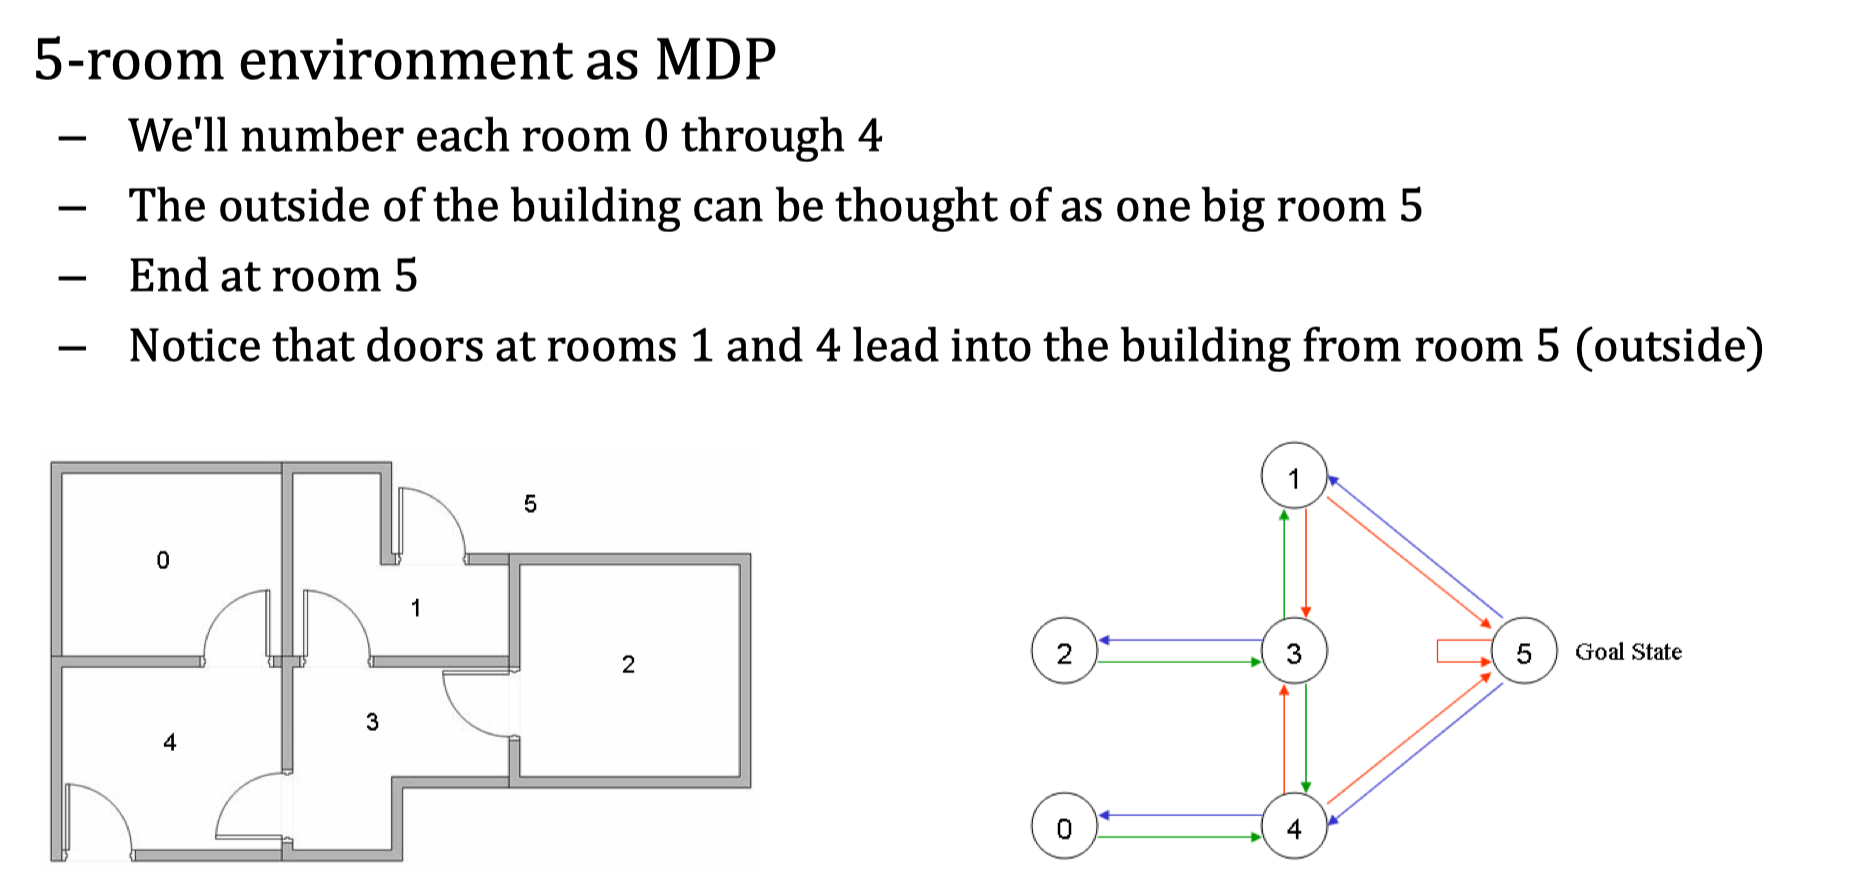 5-room environment as MDP
– We'll number each room 0 through 4
– The outside of the building can be thought of as one big room 5
– End at room 5
– Notice that doors at rooms 1 and 4 lead into the building from room 5 (outside)
5
0
1
2
3
4
1
2
3
5 Goal State
0
4